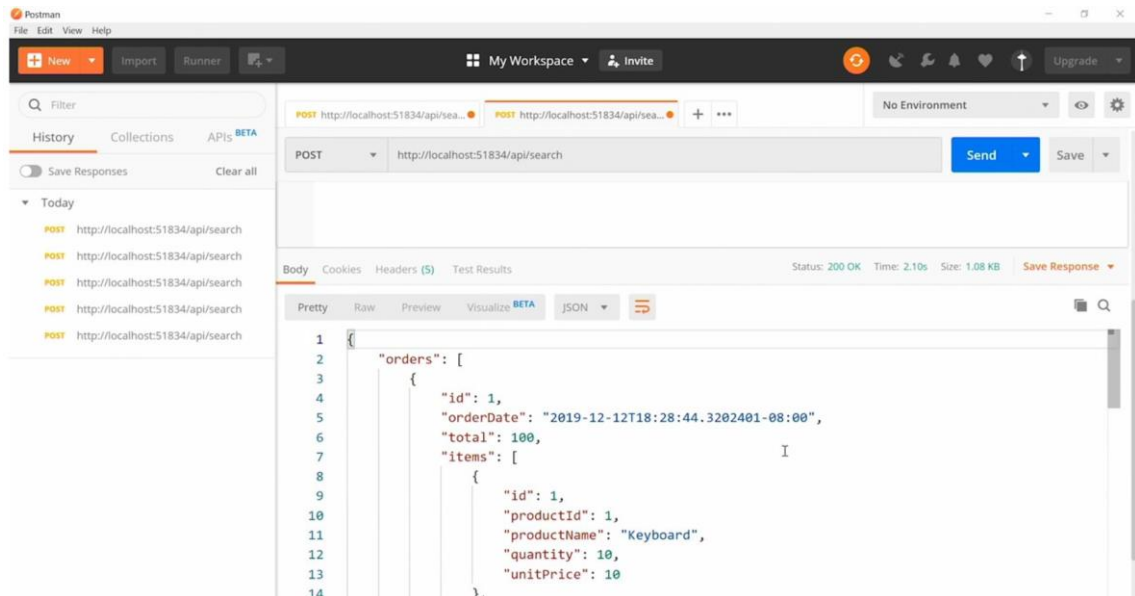 Postman
File Edit View Help
New Import Runner My Workspace Invite Upgrade
Filter
History Collections APIs BETA
Save Responses Clear all
Today
POST http://localhost:51834/api/search
POST http://localhost:51834/api/search
POST http://localhost:51834/api/search
POST http://localhost:51834/api/search
POST http://localhost:51834/api/search
POST http://localhost:51834/api/sea... POST http://localhost:51834/api/sea... + ••• No Environment
POST http://localhost:51834/api/search Send Save
Body Cookies Headers (5) Test Results Status: 200 OK Time: 2.10s Size: 1.08 KB Save Response
Pretty Raw Preview Visualize BETA JSON
1 {
2 "orders": [
3 {
4 "id": 1,
5 "orderDate": "2019-12-12T18:28:44.3202401-08:00",
6 "total": 100,
7 "items": [
8 {
9 "id": 1,
10 "productId": 1,
11 "productName": "Keyboard",
12 "quantity": 10,
13 "unitPrice": 10
14 },